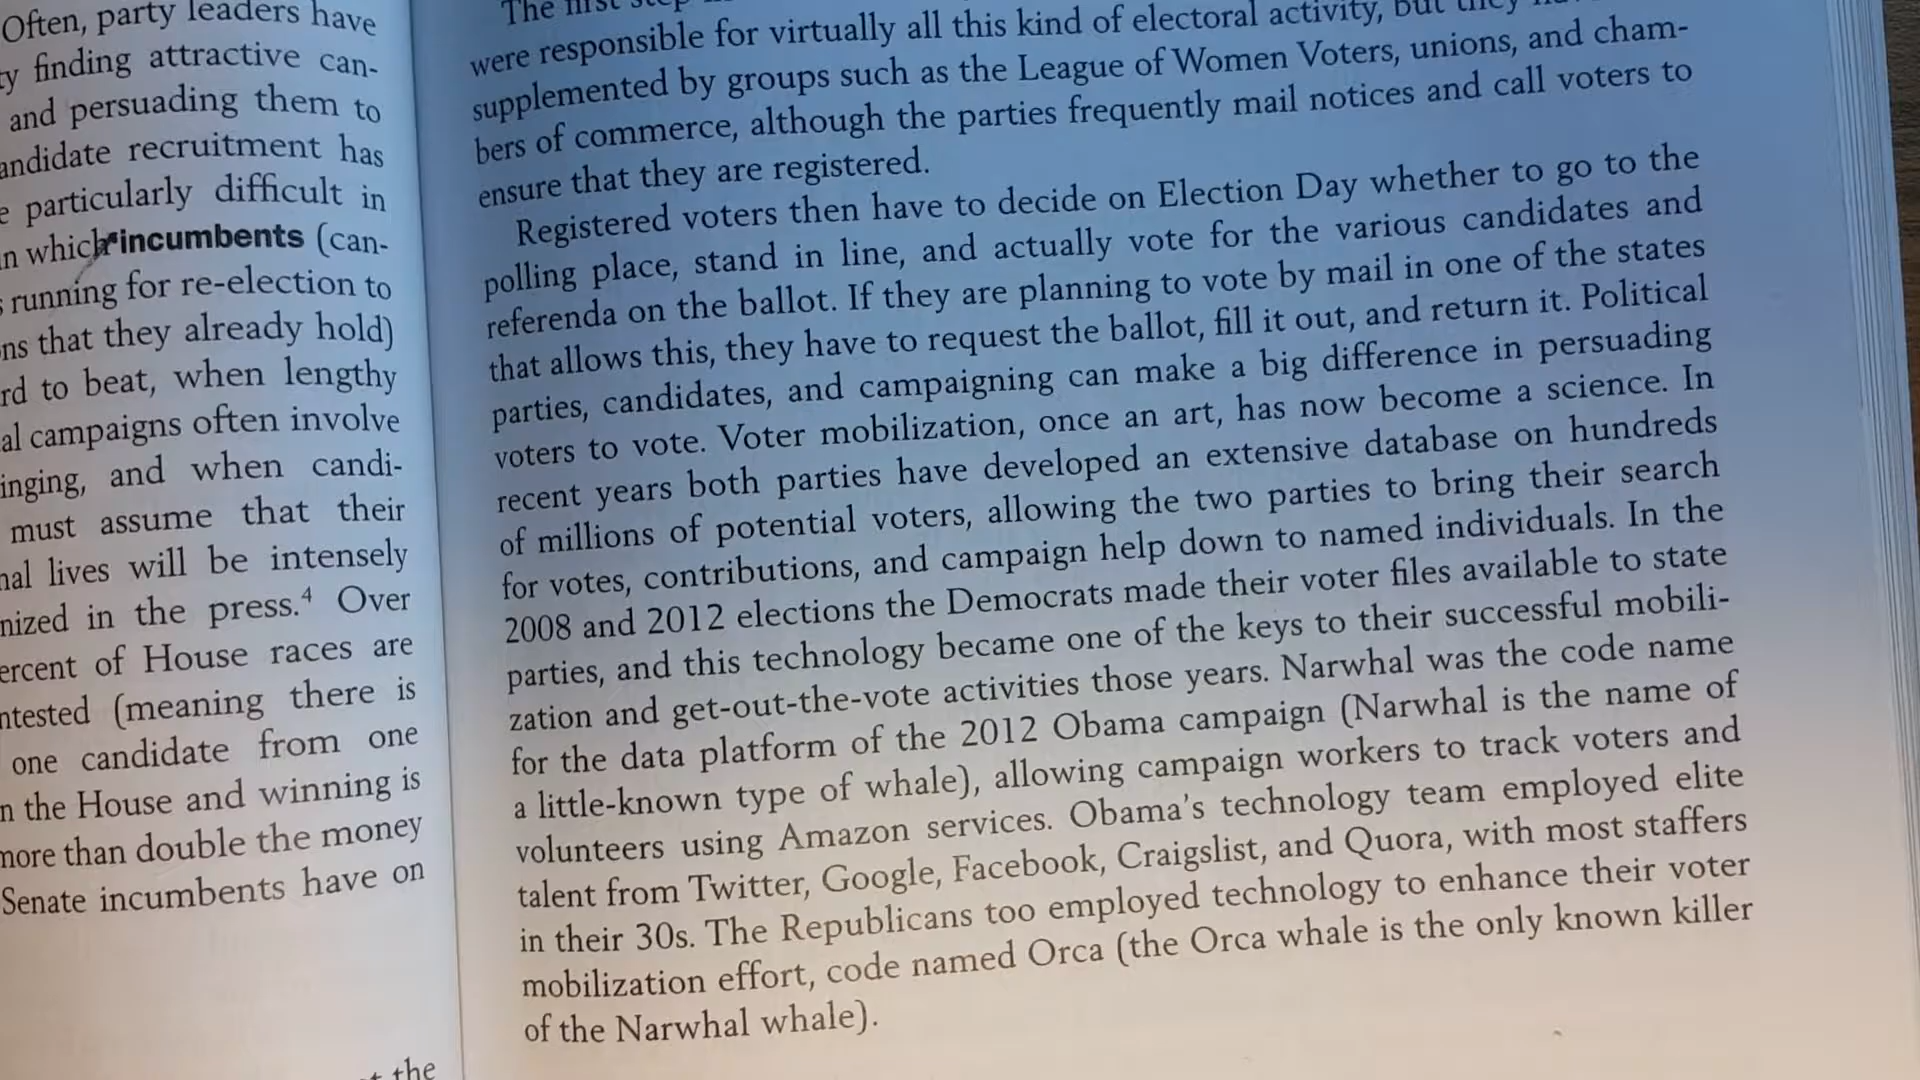 Often, party leaders have
finding attractive can-
and persuading them to
andidate recruitment has
particularly difficult in
n which incumbents (can-
running for re-election to
ns that they already hold)
rd to beat, when lengthy
al campaigns often involve
inging, and when candi-
must assume that their
nal lives will be intensely
nized in the press.4 Over
ercent of House races are
ntested (meaning there is
one candidate from one
n the House and winning is
more than double the money
Senate incumbents have on
the
The first step
were responsible for virtually all this kind of electoral activity, but they
supplemented by groups such as the League of Women Voters, unions, and cham-
bers of commerce, although the parties frequently mail notices and call voters to
ensure that they are registered.
Registered voters then have to decide on Election Day whether to go to the
polling place, stand in line, and actually vote for the various candidates and
referenda on the ballot. If they are planning to vote by mail in one of the states
that allows this, they have to request the ballot, fill it out, and return it. Political
parties, candidates, and campaigning can make a big difference in persuading
voters to vote. Voter mobilization, once an art, has now become a science. In
recent years both parties have developed an extensive database on hundreds
of millions of potential voters, allowing the two parties to bring their search
for votes, contributions, and campaign help down to named individuals. In the
2008 and 2012 elections the Democrats made their voter files available to state
parties, and this technology became one of the keys to their successful mobili-
zation and get-out-the-vote activities those years. Narwhal was the code name
for the data platform of the 2012 Obama campaign (Narwhal is the name of
a little-known type of whale), allowing campaign workers to track voters and
volunteers using Amazon services. Obama's technology team employed elite
talent from Twitter, Google, Facebook, Craigslist, and Quora, with most staffers
in their 30s. The Republicans too employed technology to enhance their voter
mobilization effort, code named Orca (the Orca whale is the only known killer
of the Narwhal whale).